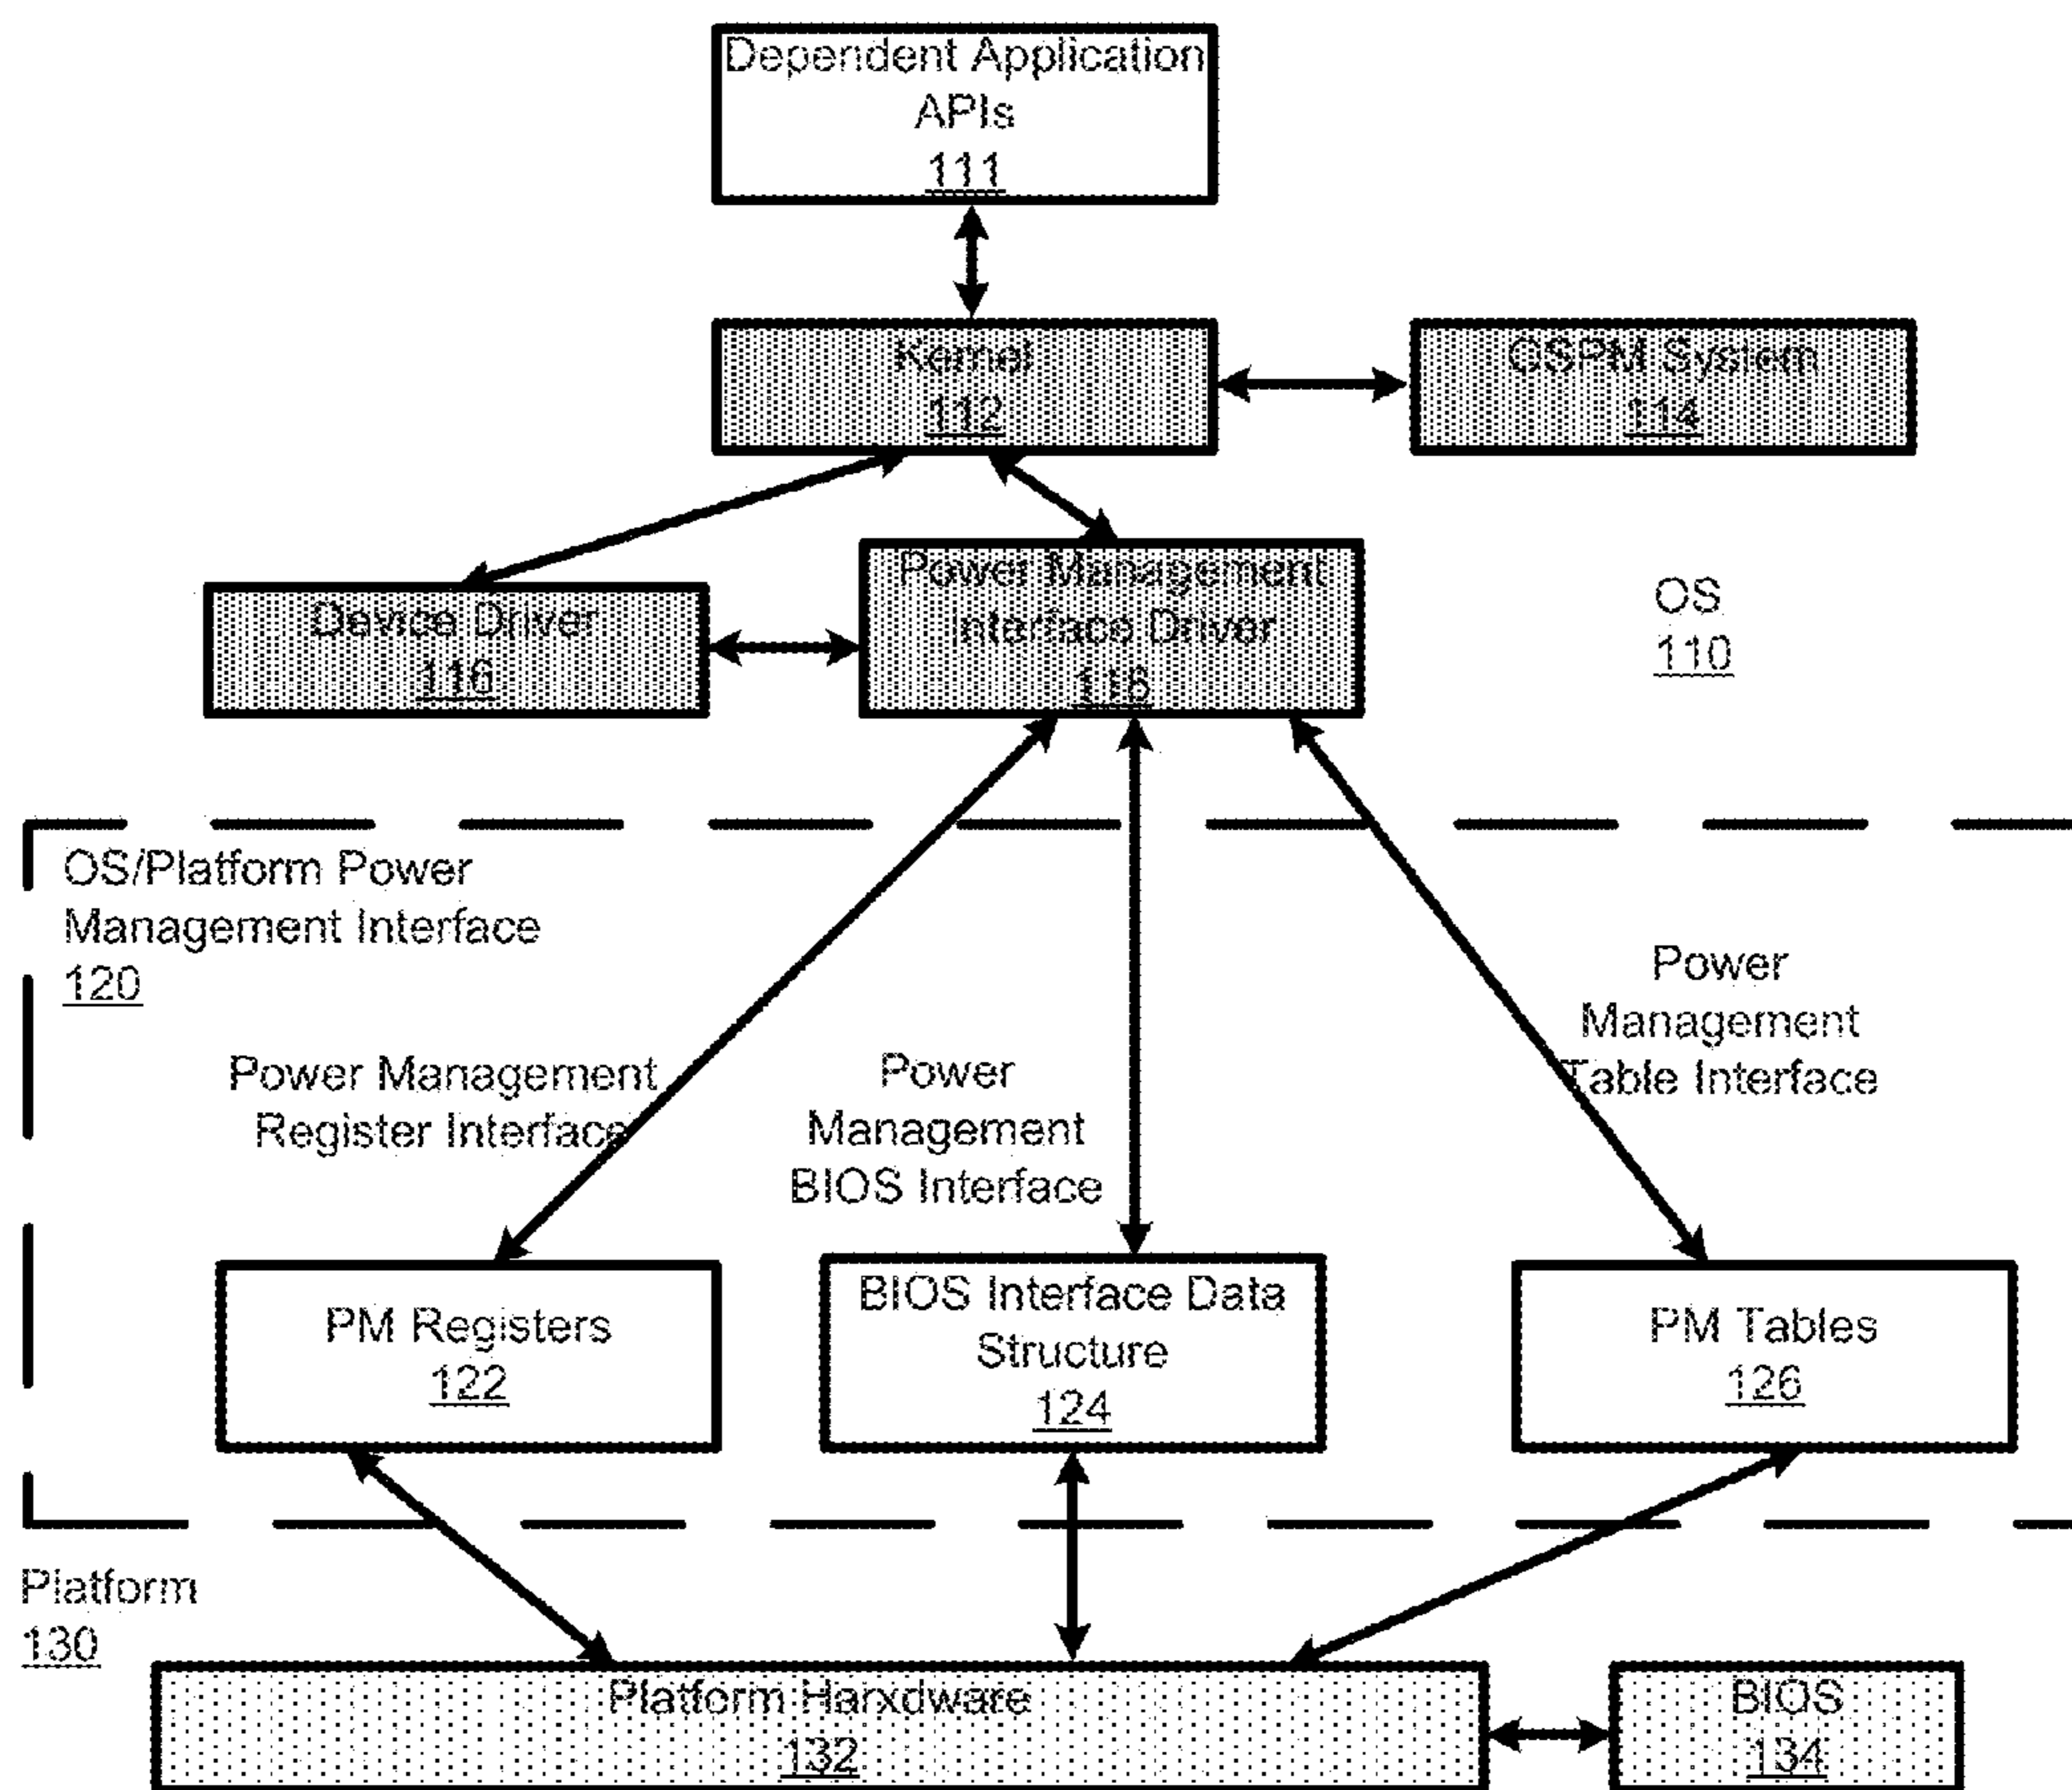 Dependent Application
APIs
111
Kernel
112
OSPM System
114
Device Driver
116
Power Management
Interface Driver
OS
110
OS/Platform Power
Management Interface
120
Power Management
Register Interface
Power
Management
BIOS Interface
Power
Management
Table Interface
PM Registers
122
BIOS Interface Data
Structure
124
PM Tables
126
Platform
130
Platform Harxdware
132
BIOS
134